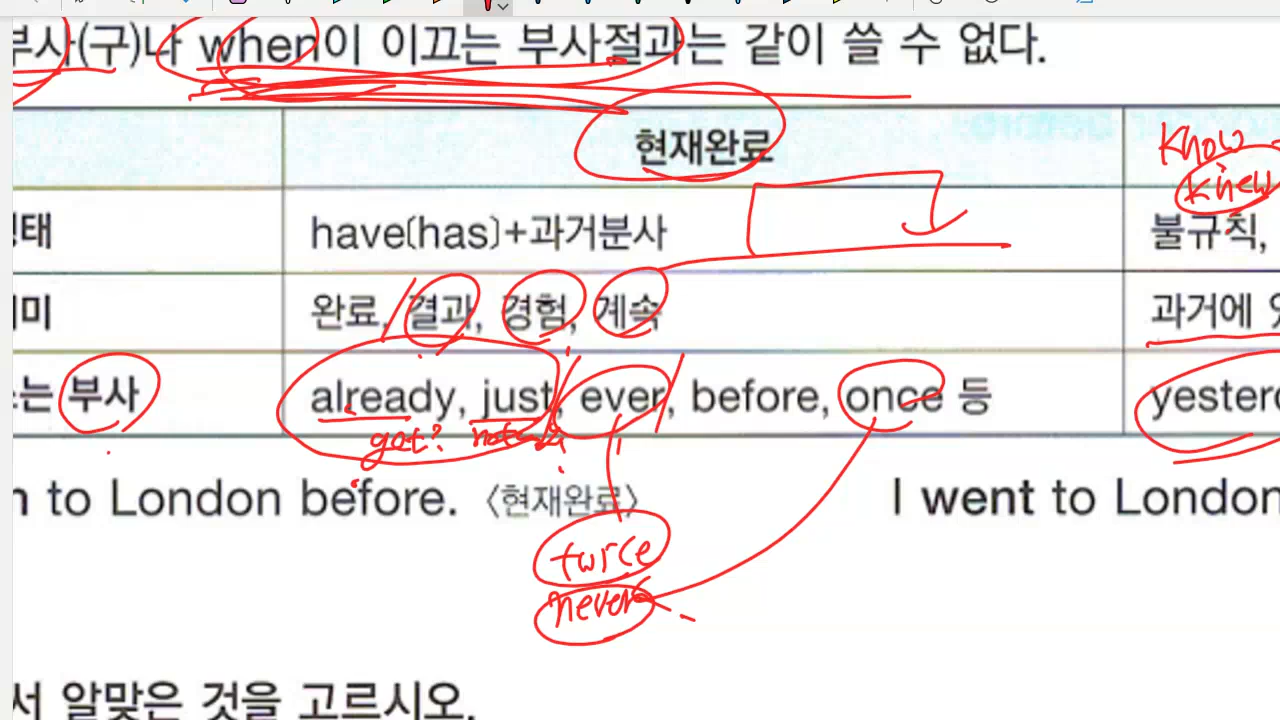 부사(구)나 when이 이끄는 부사절과는 같이 쓸 수 없다.
현재완료
know
knew
형태 have(has)+과거분사 불규칙,
의미 완료, 결과, 경험, 계속 과거에
쓰는 부사 already, just, ever, before, once 등 yester
to London before. <현재완료> I went to London
twice
never
서 알맞은 것을 고르시오.